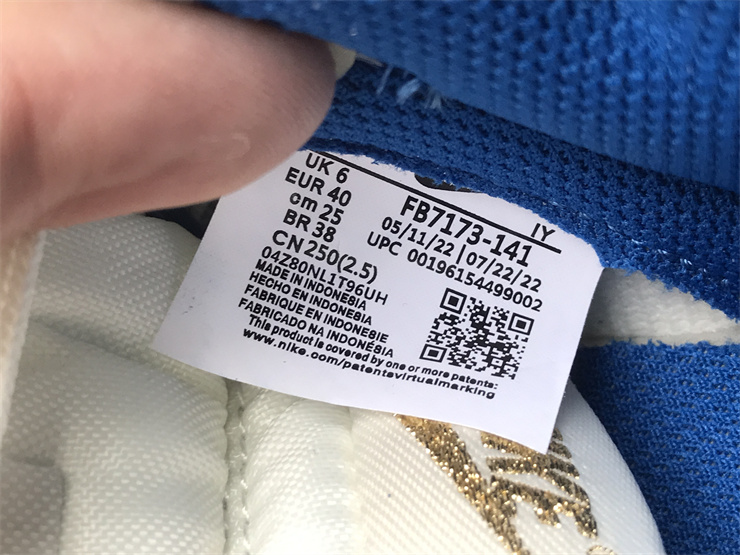 UK 6
EUR 40
cm 25
BR 38
CN 250(2.5)
04Z80NL1T96UH
MADE IN INDONESIA
HECHO EN INDONESIA
FABRIQUE EN INDONESIE
FABRICADO NA INDONÉSIA
This product is covered by one or more patents:
www.nike.com/patentsvirtualmarking
IY
FB7173-141
05/11/22 | 07/22/22
UPC 00196154499002